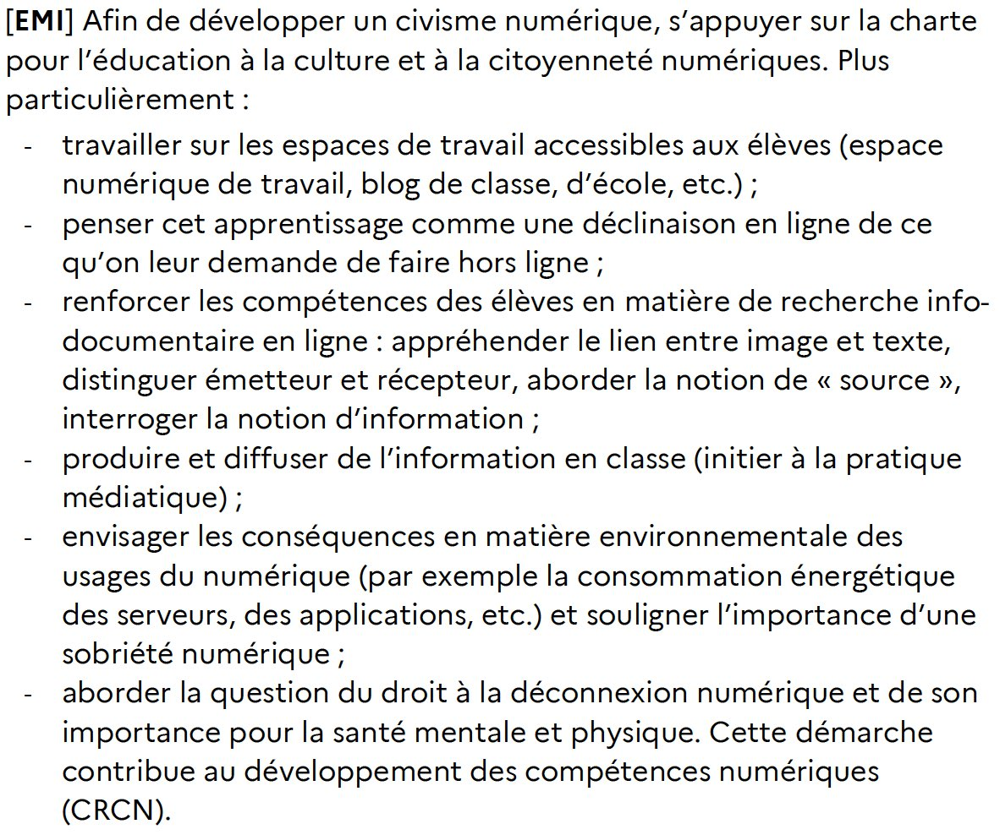 [EMI] Afin de développer un civisme numérique, s’appuyer sur la charte
pour l’éducation à la culture et à la citoyenneté numériques. Plus
particulièrement :
- travailler sur les espaces de travail accessibles aux élèves (espace
numérique de travail, blog de classe, d’école, etc.) ;
- penser cet apprentissage comme une déclinaison en ligne de ce
qu’on leur demande de faire hors ligne ;
- renforcer les compétences des élèves en matière de recherche info-
documentaire en ligne : appréhender le lien entre image et texte,
distinguer émetteur et récepteur, aborder la notion de « source »,
interroger la notion d’information ;
- produire et diffuser de l’information en classe (initier à la pratique
médiatique) ;
- envisager les conséquences en matière environnementale des
usages du numérique (par exemple la consommation énergétique
des serveurs, des applications, etc.) et souligner l’importance d’une
sobriété numérique ;
- aborder la question du droit à la déconnexion numérique et de son
importance pour la santé mentale et physique. Cette démarche
contribue au développement des compétences numériques
(CRCN).